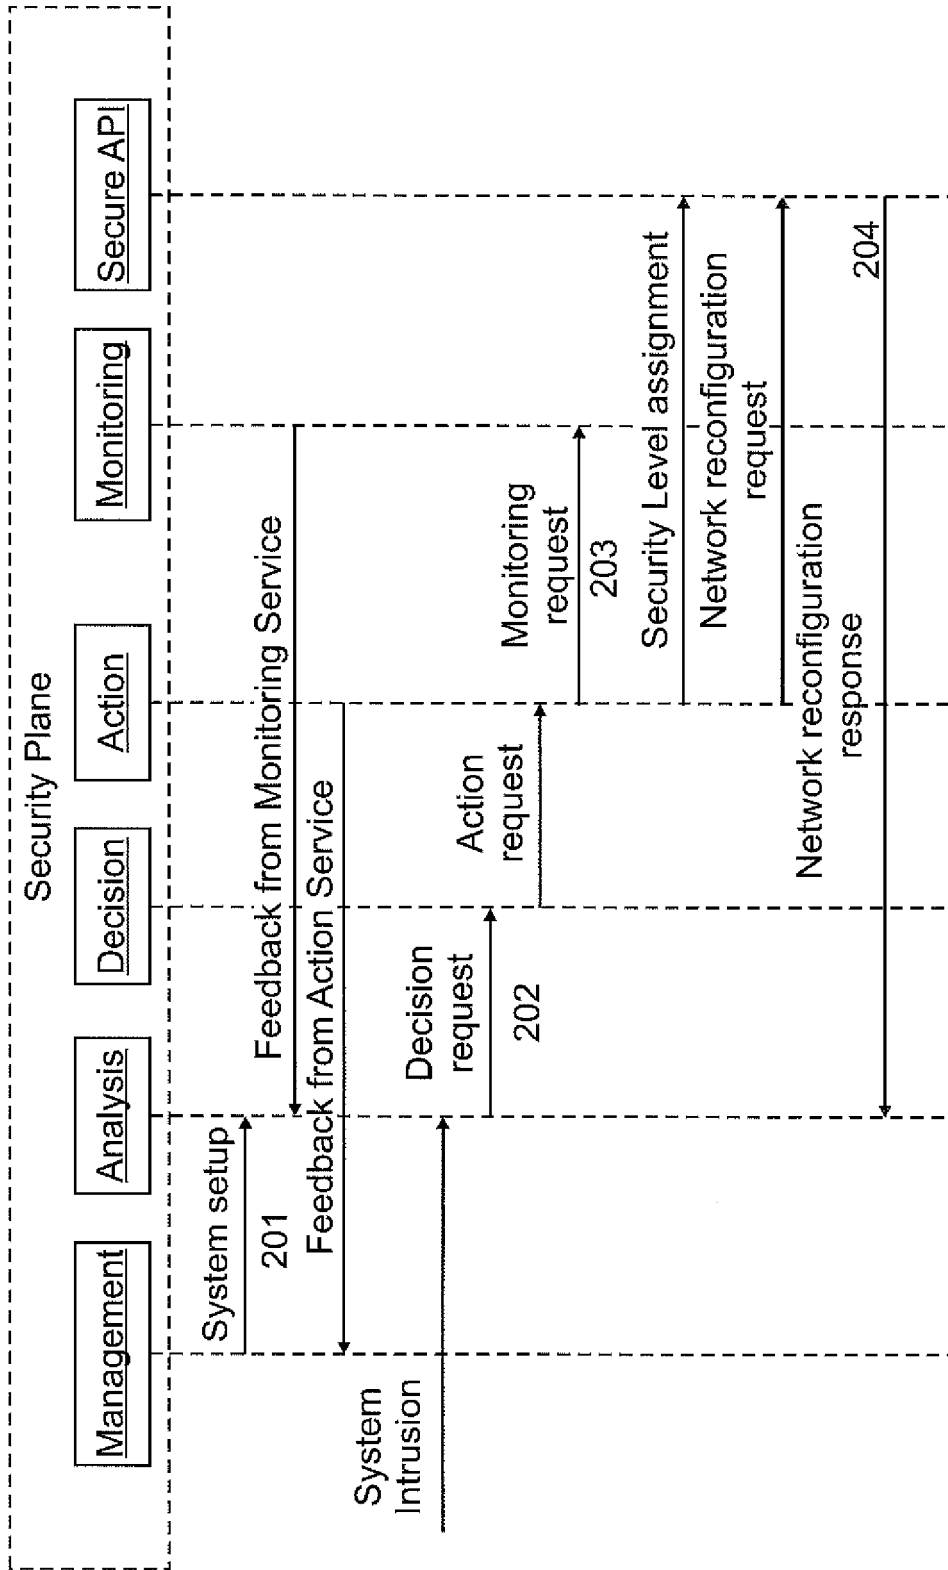 Security Plane
Management
Analysis
Decision
Action
Monitoring
Secure API
System setup
201
Feedback from Monitoring Service
Feedback from Action Service
System
Intrusion
Decision
request
202
Action
request
Monitoring
request
203
Security Level assignment
Network reconfiguration
request
Network reconfiguration
response
204